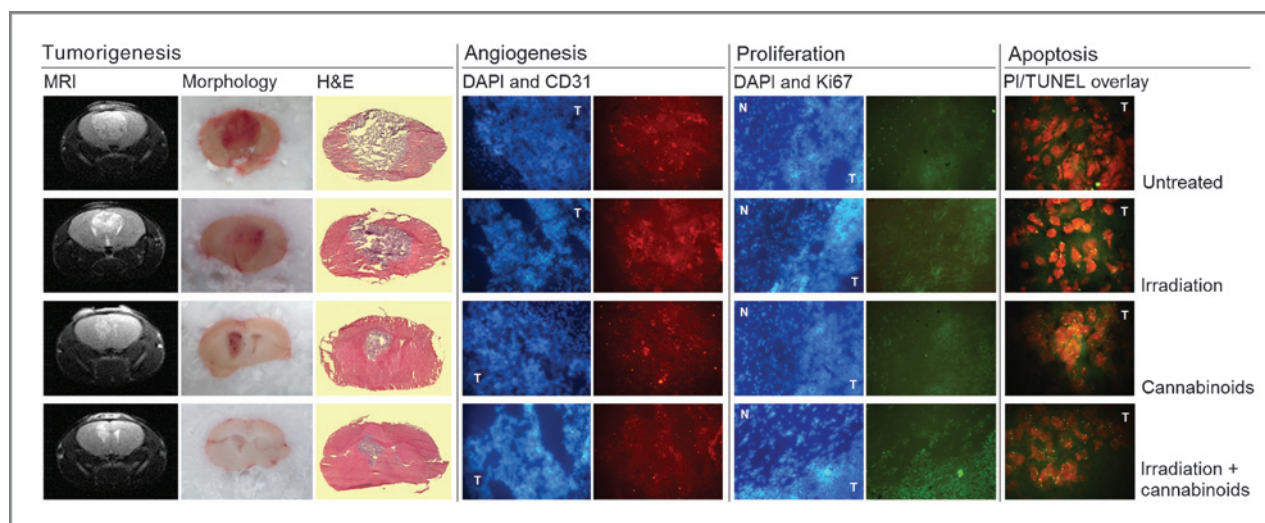 Tumorigenesis
Angiogenesis
Proliferation
Apoptosis
MRI
Morphology
H&E
DAPI and CD31
DAPI and Ki67
PI/TUNEL overlay
T
N
T
T
Untreated
T
N
T
T
Irradiation
T
N
T
T
Cannabinoids
T
N
T
T
Irradiation +
cannabinoids